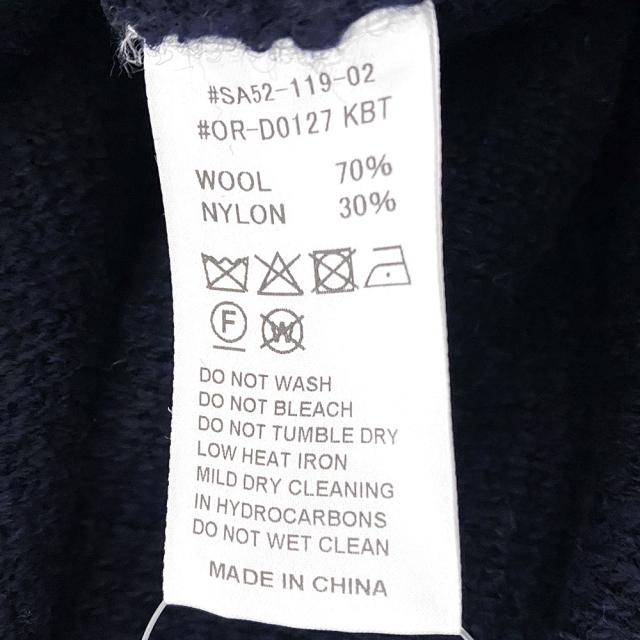 #SA52-119-02
#OR-D0127 KBT
WOOL 70%
NYLON 30%
F W
DO NOT WASH
DO NOT BLEACH
DO NOT TUMBLE DRY
LOW HEAT IRON
MILD DRY CLEANING
IN HYDROCARBONS
DO NOT WET CLEAN
MADE IN CHINA